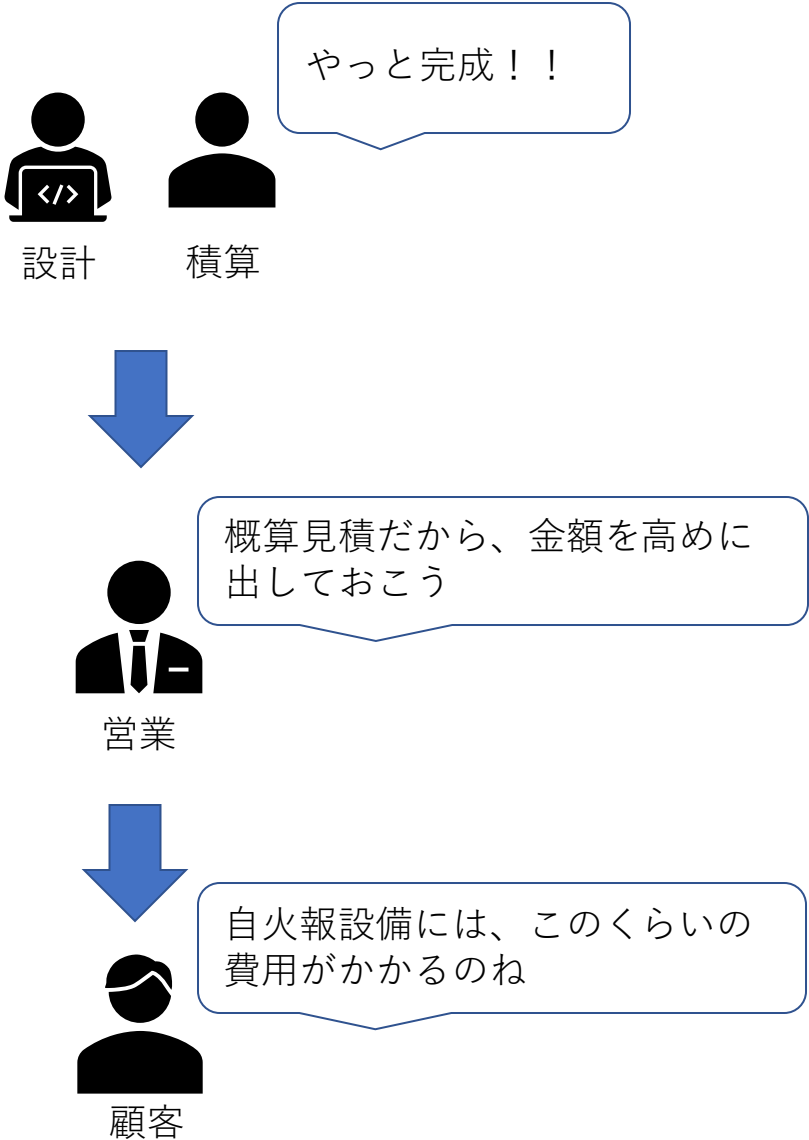 やっと完成！！
</>
設計
積算
概算見積だから、金額を高めに
出しておこう
営業
自火報設備には、このくらいの
費用がかかるのね
顧客